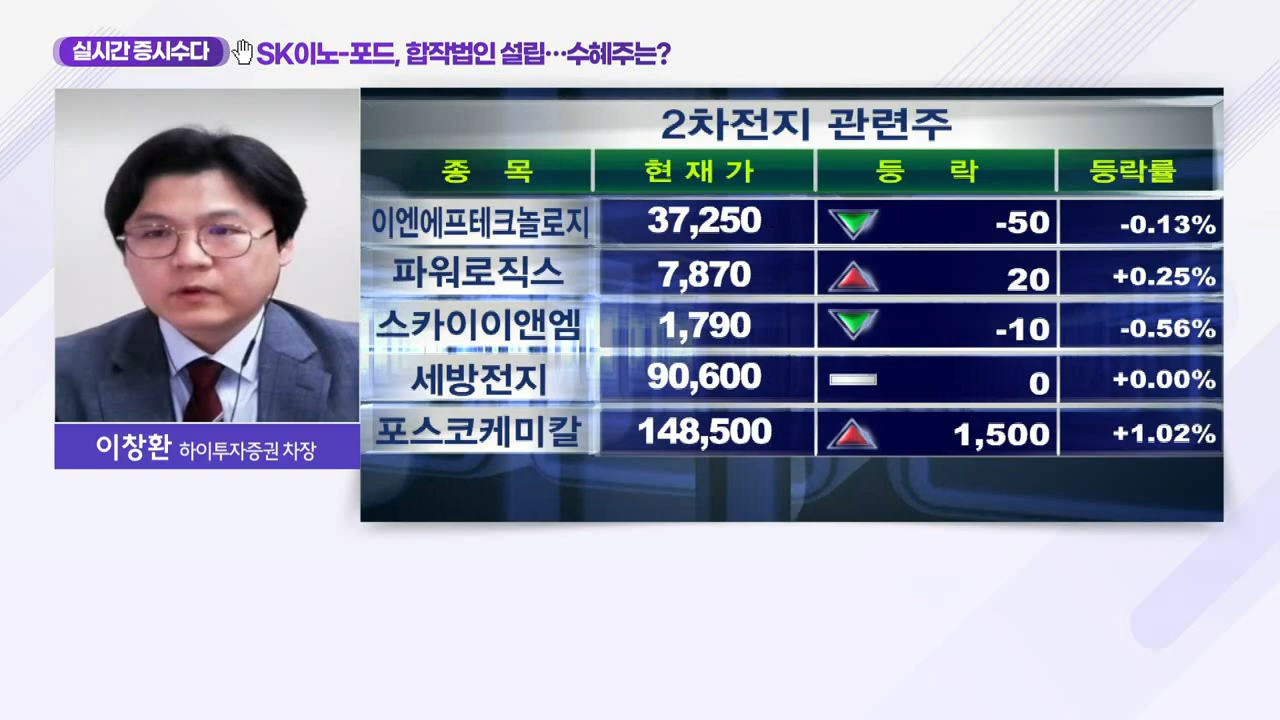 실시간 증시수다 SK이노-포드, 합작법인 설립…수혜주는?
2차전지 관련주
종 목 현 재 가 등 락 등락률
이엔에프테크놀로지 37,250 -50 -0.13%
파워로직스 7,870 20 +0.25%
스카이이앤엠 1,790 -10 -0.56%
세방전지 90,600 0 +0.00%
포스코케미칼 148,500 1,500 +1.02%
이창환 하이투자증권 차장